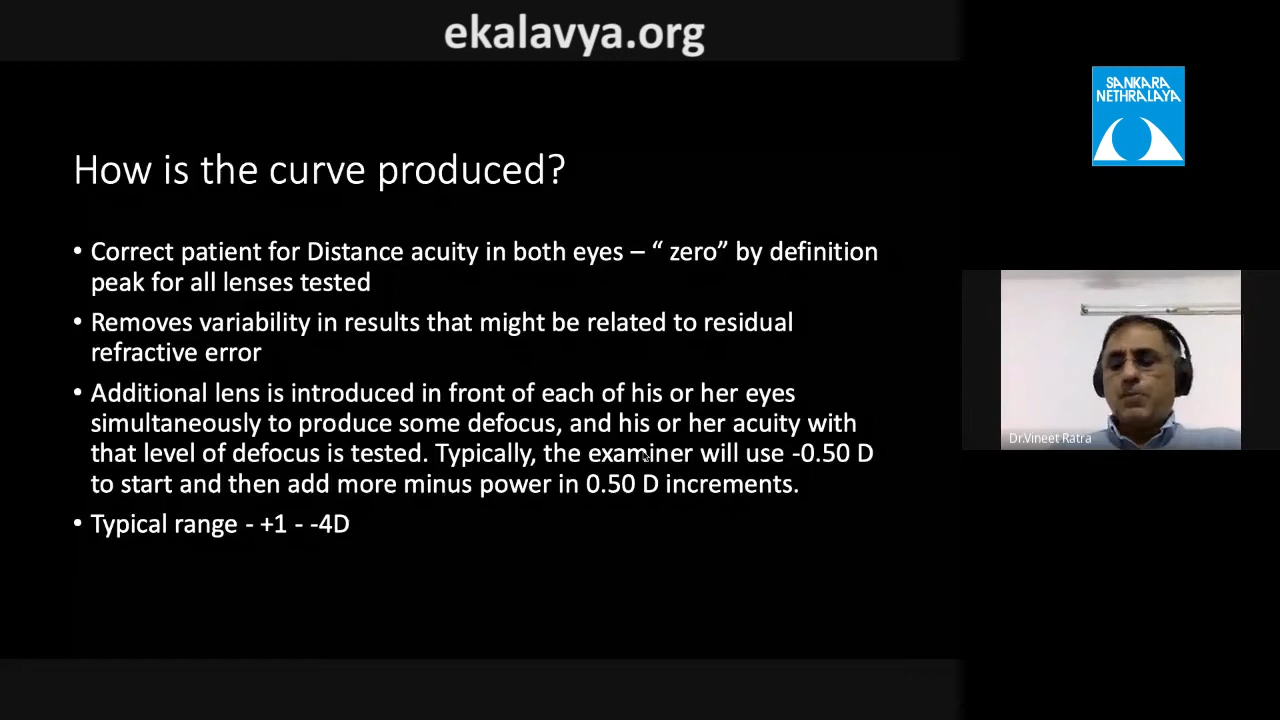 ekalavya.org
SANKARA
NETHRALAYA
How is the curve produced?
• Correct patient for Distance acuity in both eyes – “ zero” by definition
peak for all lenses tested
• Removes variability in results that might be related to residual
refractive error
• Additional lens is introduced in front of each of his or her eyes
simultaneously to produce some defocus, and his or her acuity with
that level of defocus is tested. Typically, the examiner will use -0.50 D
to start and then add more minus power in 0.50 D increments.
• Typical range - +1 - -4D
Dr.Vineet Ratra